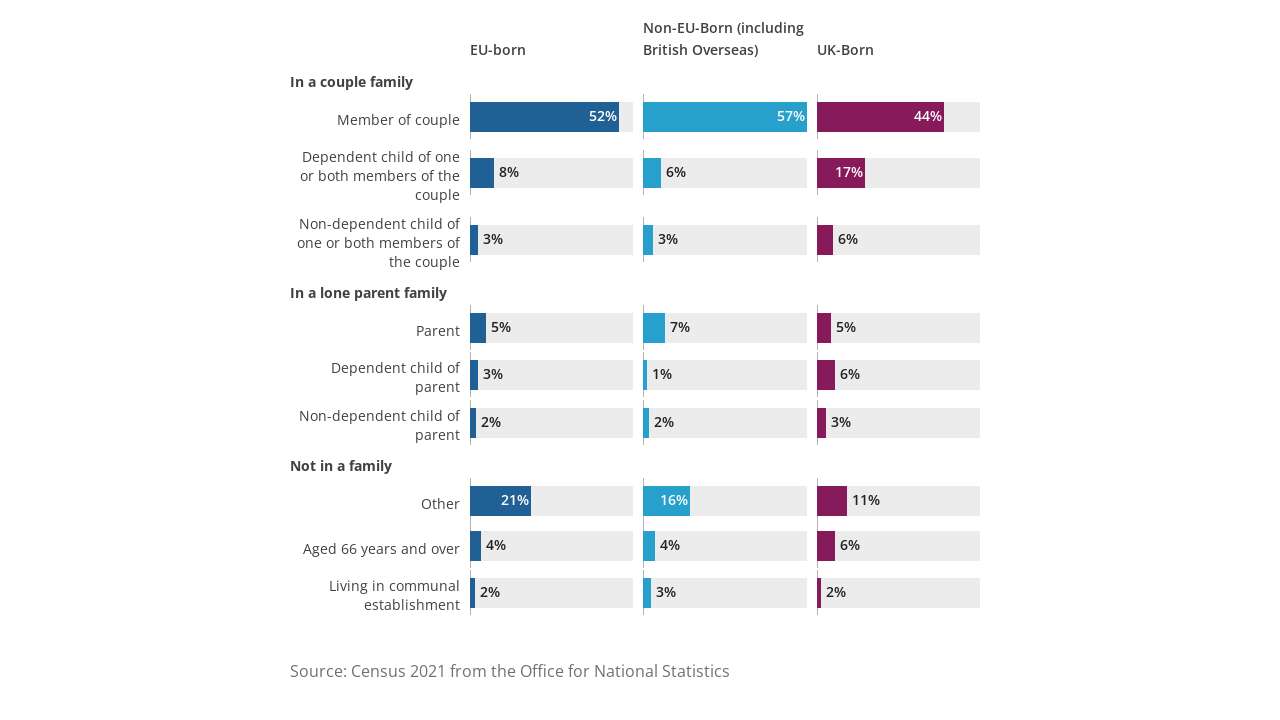 Non-EU-Born (including
EU-born British Overseas) UK-Born
In a couple family
Member of couple 52% 57% 44%
Dependent child of one
or both members of the 8% 6% 17%
couple
Non-dependent child of
one or both members of 3% 3% 6%
the couple
In a lone parent family
Parent 5% 7% 5%
Dependent child of 3% 1% 6%
parent
Non-dependent child of 2% 2% 3%
parent
Not in a family
Other 21% 16% 11%
Aged 66 years and over 4% 4% 6%
Living in communal 2% 3% 2%
establishment
Source: Census 2021 from the Office for National Statistics